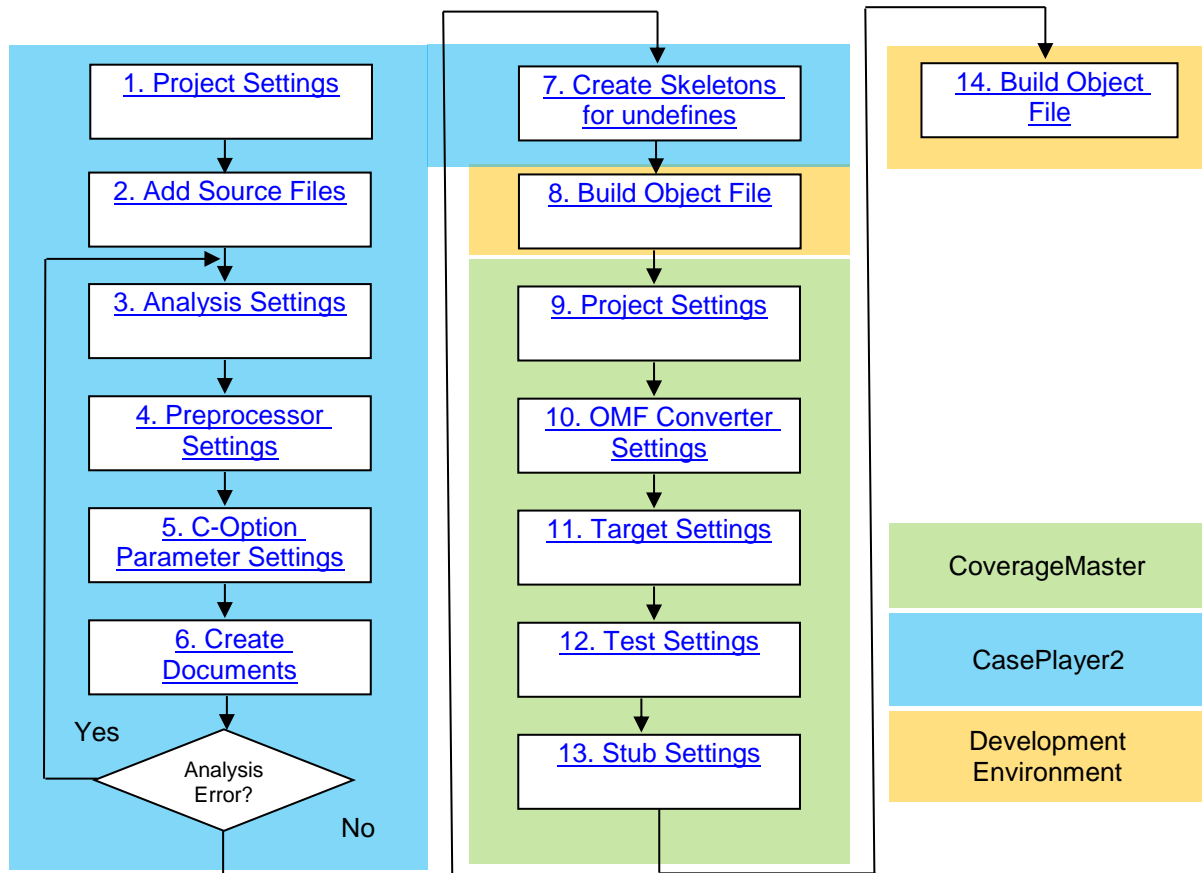 1. Project Settings
2. Add Source Files
3. Analysis Settings
4. Preprocessor
Settings
5. C-Option
Parameter Settings
6. Create
Documents
Yes
Analysis
Error?
No
7. Create Skeletons
for undefines
8. Build Object File
9. Project Settings
10. OMF Converter
Settings
11. Target Settings
12. Test Settings
13. Stub Settings
14. Build Object
File
CoverageMaster
CasePlayer2
Development
Environment